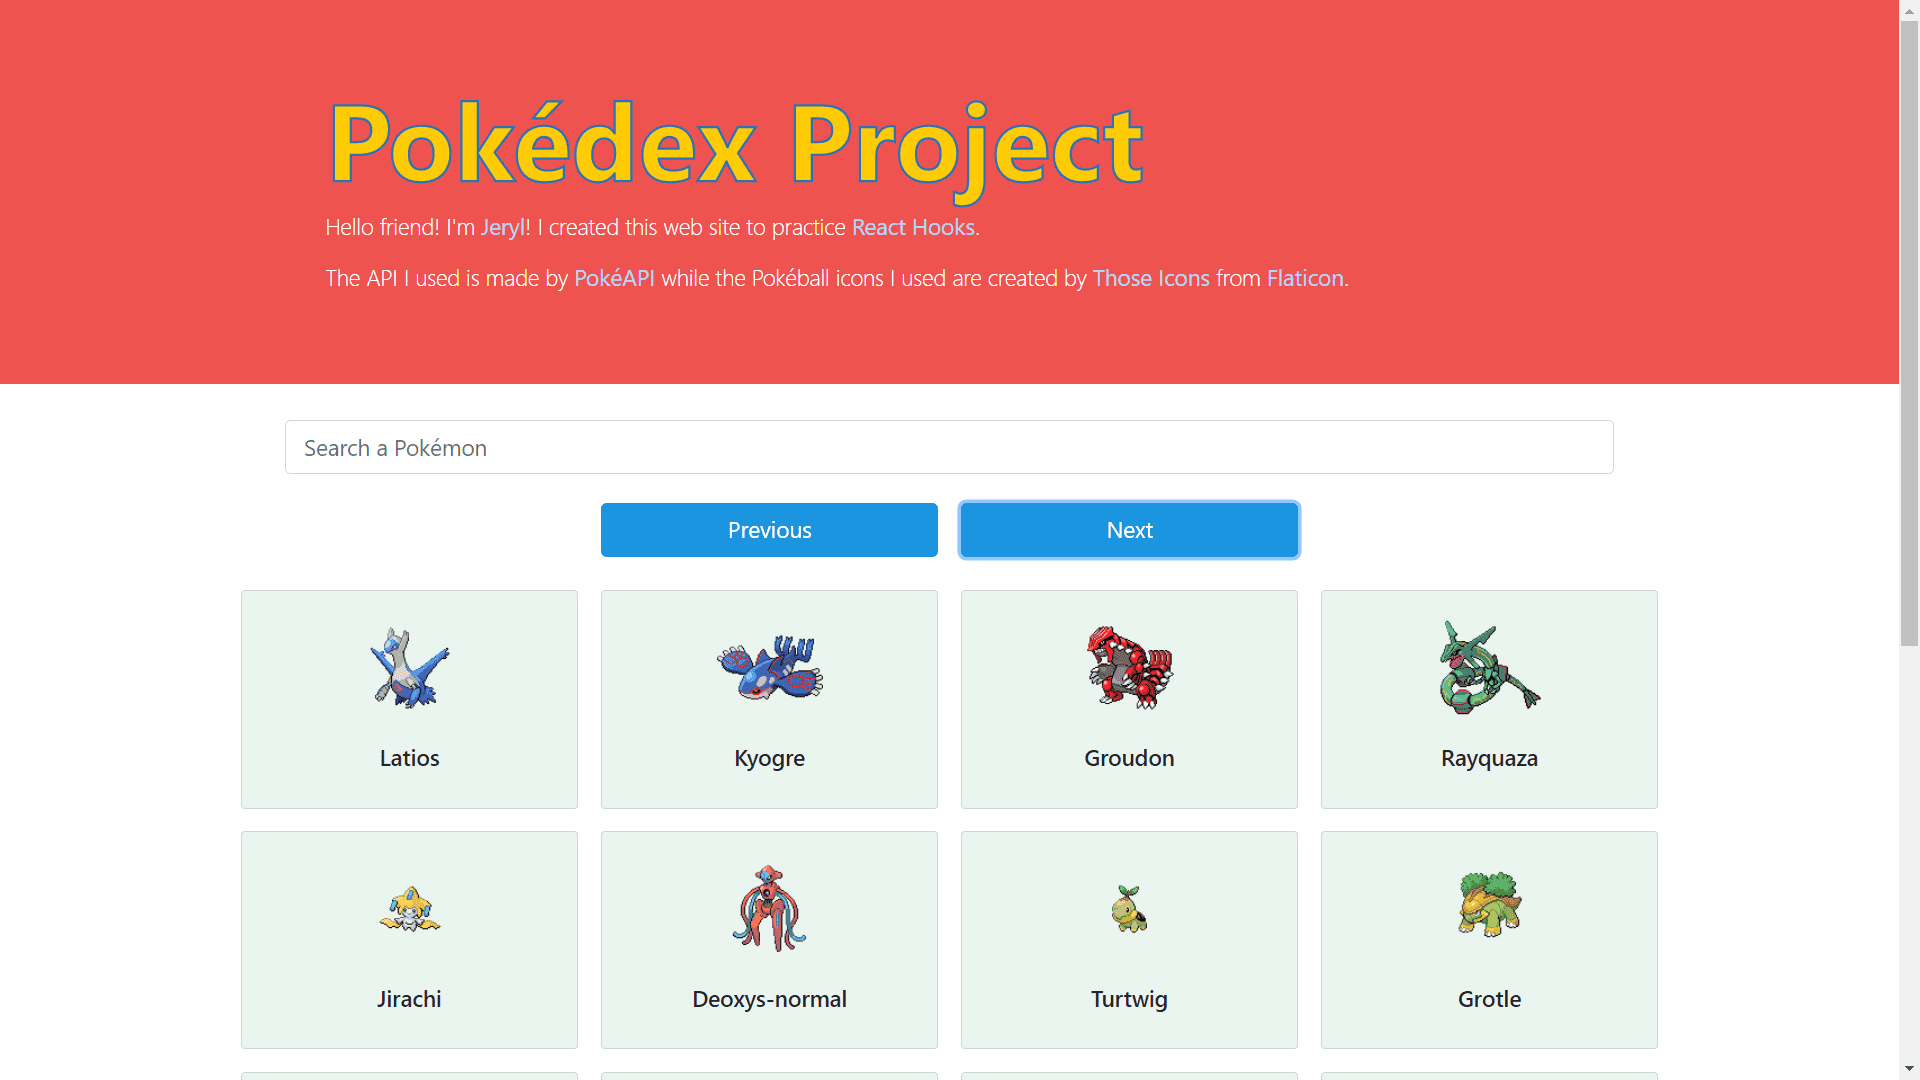 Pokédex Project
Hello friend! I'm Jeryl! I created this web site to practice React Hooks.
The API I used is made by PokéAPI while the Pokéball icons I used are created by Those Icons from Flaticon.
Search a Pokémon
Previous Next
Latios Kyogre Groudon Rayquaza
Jirachi Deoxys-normal Turtwig Grotle